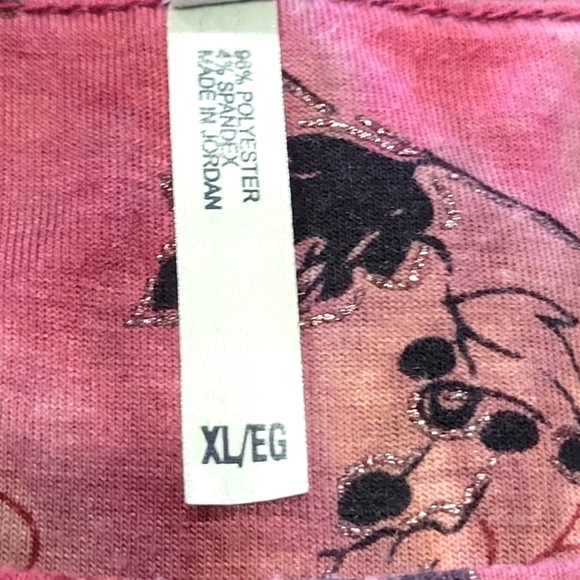 96% POLYESTER
4% SPANDEX
MADE IN JORDAN
XL/EG